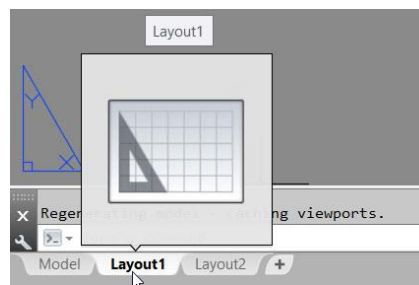 Layout1
Y
X
Regenerating model - caching viewports.
Model Layout1 Layout2 +